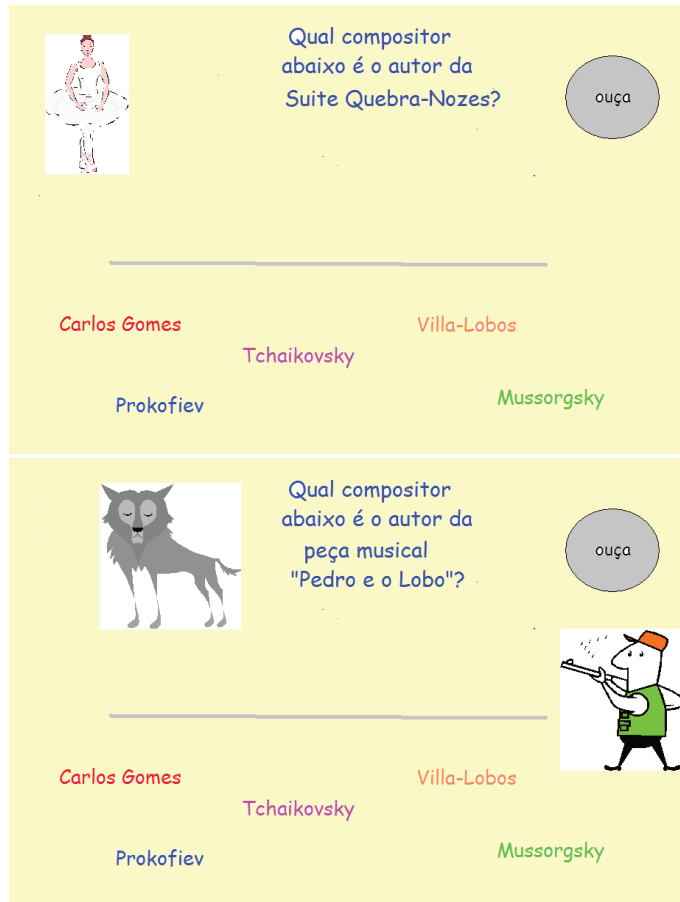 Qual compositor
abaixo é o autor da
Suite Quebra-Nozes?
ouça
Carlos Gomes
Villa-Lobos
Tchaikovsky
Mussorgsky
Prokofiev
Qual compositor
abaixo é o autor da
peça musical
"Pedro e o Lobo"?
ouça
Carlos Gomes
Villa-Lobos
Tchaikovsky
Mussorgsky
Prokofiev